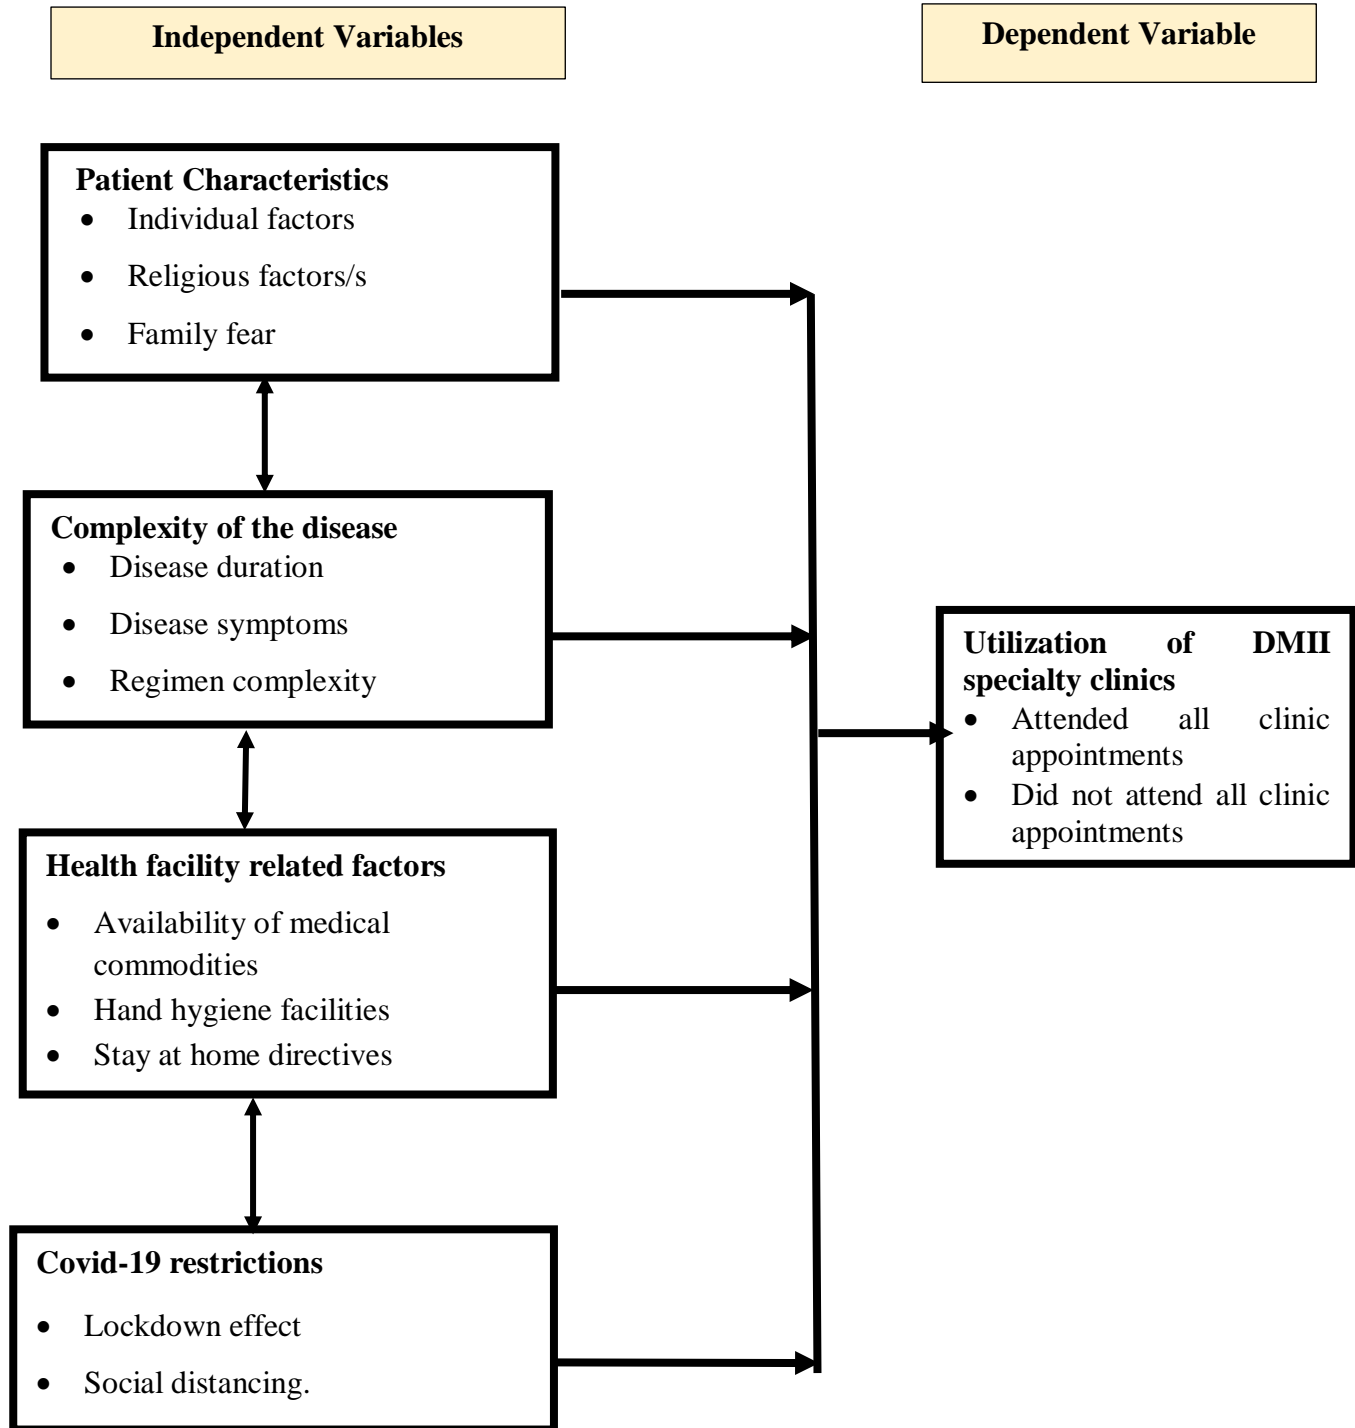 Independent Variables
Dependent Variable
Patient Characteristics
• Individual factors
• Religious factors/s
• Family fear
Complexity of the disease
• Disease duration
• Disease symptoms
• Regimen complexity
Utilization of DMII
specialty clinics
• Attended all clinic
appointments
• Did not attend all clinic
appointments
Health facility related factors
• Availability of medical
commodities
• Hand hygiene facilities
• Stay at home directives
Covid-19 restrictions
• Lockdown effect
• Social distancing.